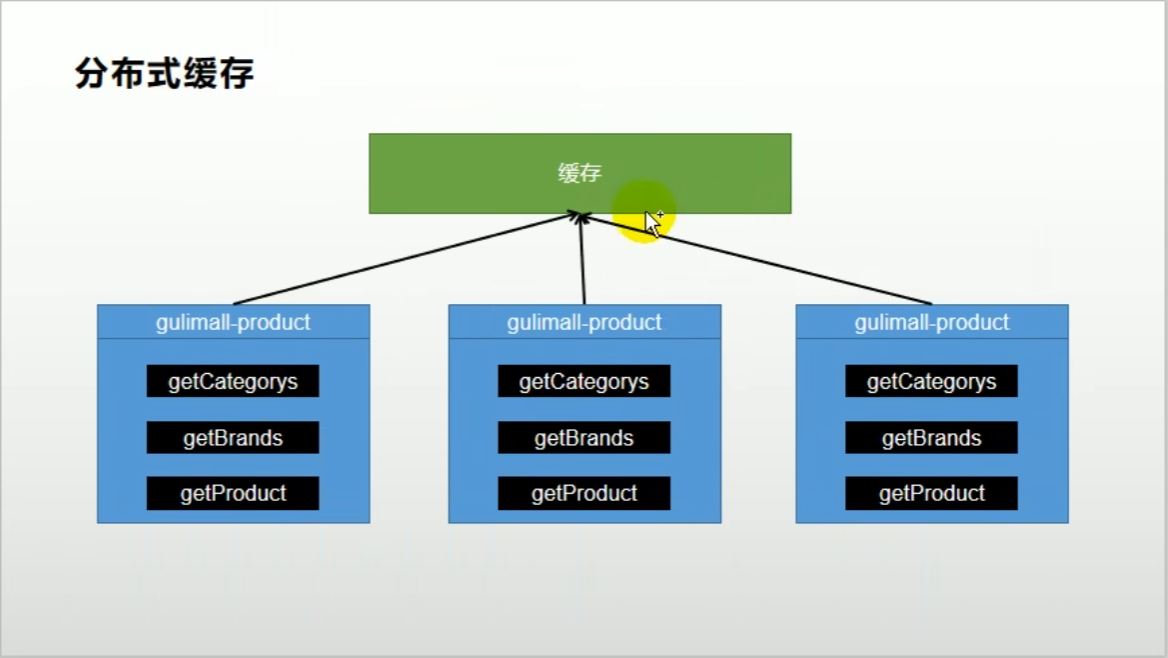 分布式缓存
缓存
gulimall-product
getCategorys
getBrands
getProduct
gulimall-product
getCategorys
getBrands
getProduct
gulimall-product
getCategorys
getBrands
getProduct